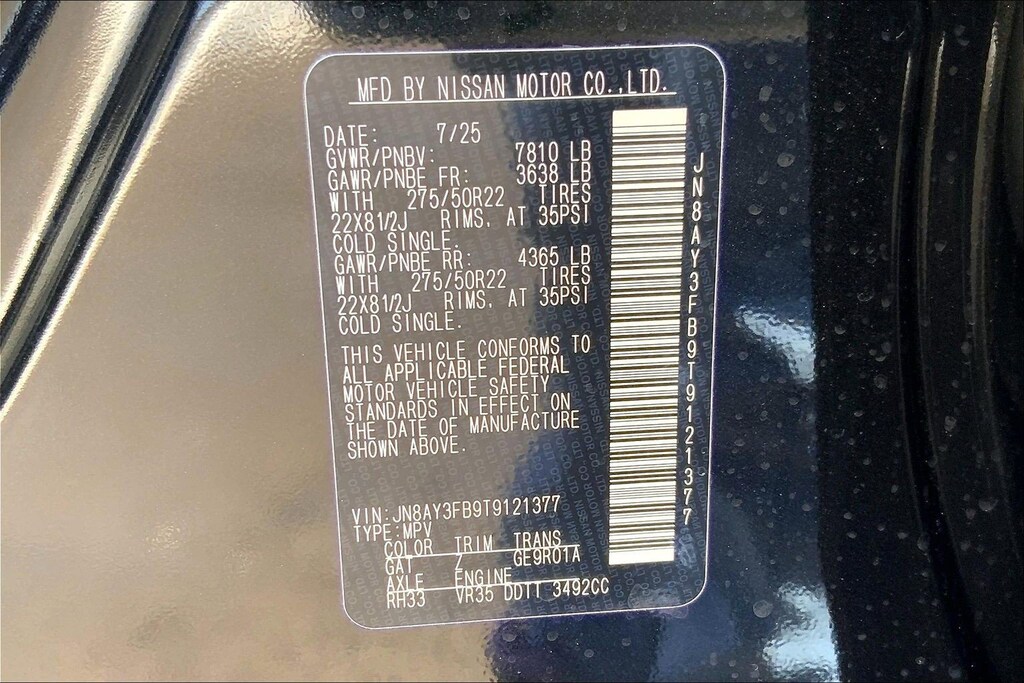 MFD BY NISSAN MOTOR CO.,LTD.
DATE: 7/25
GVWR/PNBV: 7810 LB
GAWR/PNBE FR: 3638 LB
WITH 275/50R22 TIRES
22X81/2J RIMS, AT 35PSI
COLD SINGLE.
GAWR/PNBE RR: 4365 LB
WITH 275/50R22 TIRES
22X81/2J RIMS, AT 35PSI
COLD SINGLE.
THIS VEHICLE CONFORMS TO
ALL APPLICABLE FEDERAL
MOTOR VEHICLE SAFETY
STANDARDS IN EFFECT ON
THE DATE OF MANUFACTURE
SHOWN ABOVE.
VIN:JN8AY3FB9T9121377
TYPE:MPV
COLOR TRIM TRANS
GAT Z GE9R01A
AXLE ENGINE
RH33 VR35 DDTT 3492CC
JN8AY3FB9T9121377